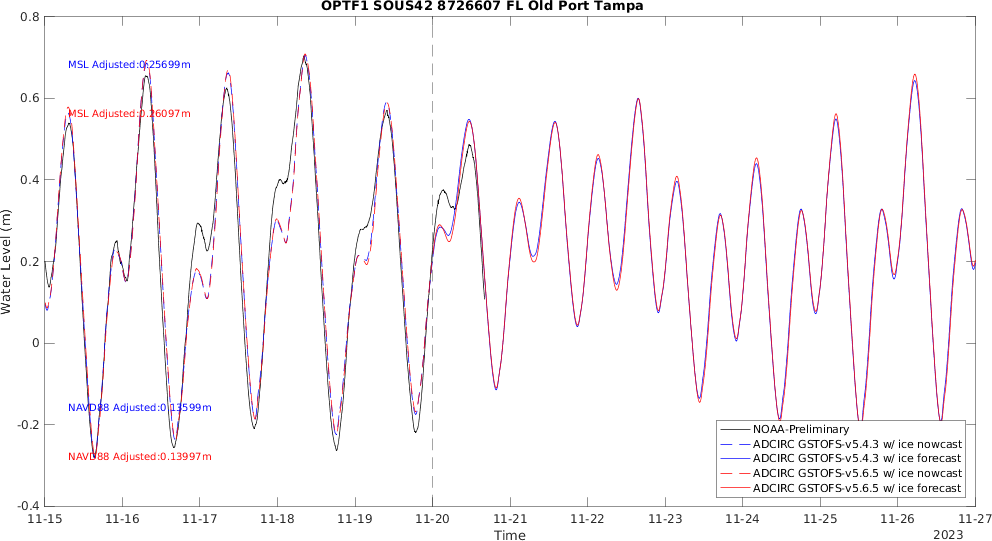 OPTF1 SOUS42 8726607 FL Old Port Tampa
Water Level (m)
0.8
0.6
0.4
0.2
0
-0.2
-0.4
MSL Adjusted:0.25699m
MSL Adjusted:0.26097m
NAVD88 Adjusted:0.13599m
NAVD88 Adjusted:0.13997m
NOAA-Preliminary
ADCIRC GSTOFS-v5.4.3 w/ ice nowcast
ADCIRC GSTOFS-v5.4.3 w/ ice forecast
ADCIRC GSTOFS-v5.6.5 w/ ice nowcast
ADCIRC GSTOFS-v5.6.5 w/ ice forecast
11-15 11-16 11-17 11-18 11-19 11-20 11-21 11-22 11-23 11-24 11-25 11-26 11-27
Time
2023